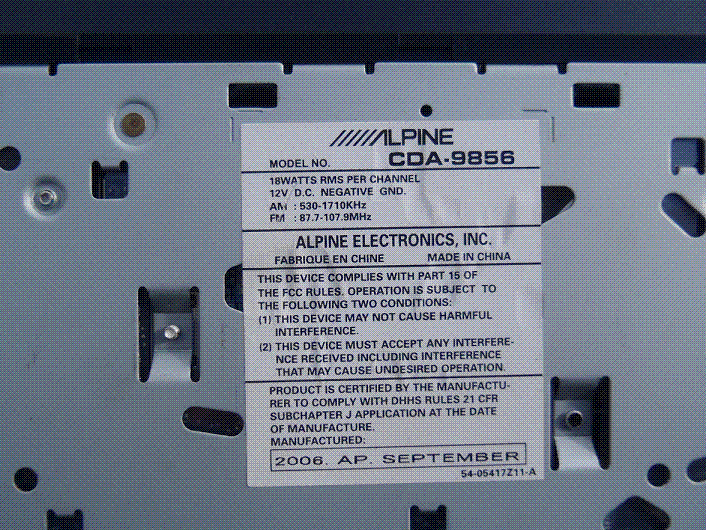 ALPINE
MODEL NO. CDA-9856
18WATTS RMS PER CHANNEL
12V D.C. NEGATIVE GND.
AM : 530-1710KHz
FM : 87.7-107.9MHz
ALPINE ELECTRONICS, INC.
FABRIQUE EN CHINE MADE IN CHINA
THIS DEVICE COMPLIES WITH PART 15 OF
THE FCC RULES. OPERATION IS SUBJECT TO
THE FOLLOWING TWO CONDITIONS:
(1) THIS DEVICE MAY NOT CAUSE HARMFUL
INTERFERENCE.
(2) THIS DEVICE MUST ACCEPT ANY INTERFERE-
NCE RECEIVED INCLUDING INTERFERENCE
THAT MAY CAUSE UNDESIRED OPERATION.
PRODUCT IS CERTIFIED BY THE MANUFACTU-
RER TO COMPLY WITH DHHS RULES 21 CFR
SUBCHAPTER J APPLICATION AT THE DATE
OF MANUFACTURE.
MANUFACTURED:
2006. AP. SEPTEMBER
54-05417Z11-A